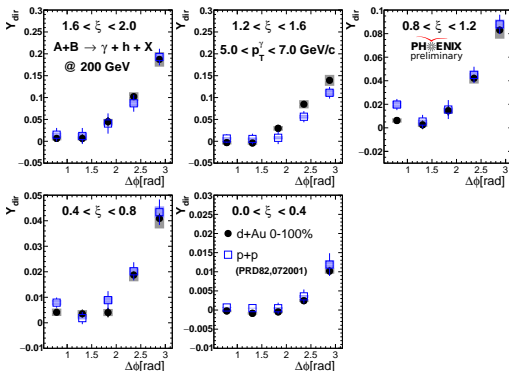 Y_dir
1.6 < ξ < 2.0
A+B → γ + h + X
@ 200 GeV
0.3
0.25
0.2
0.15
0.1
0.05
0
−0.05
1 1.5 2 2.5 3
Δφ[rad]
Y_dir
1.2 < ξ < 1.6
5.0 < p_T^γ < 7.0 GeV/c
0.3
0.25
0.2
0.15
0.1
0.05
0
−0.05
1 1.5 2 2.5 3
Δφ[rad]
Y_dir
0.8 < ξ < 1.2
PHENIX
preliminary
0.1
0.08
0.06
0.04
0.02
0
−0.02
1 1.5 2 2.5 3
Δφ[rad]
Y_dir
0.4 < ξ < 0.8
0.05
0.04
0.03
0.02
0.01
0
−0.01
1 1.5 2 2.5 3
Δφ[rad]
Y_dir
0.0 < ξ < 0.4
d+Au 0-100%
p+p
(PRD82,072001)
0.04
0.035
0.03
0.025
0.02
0.015
0.01
0.005
0
−0.005
−0.01
1 1.5 2 2.5 3
Δφ[rad]